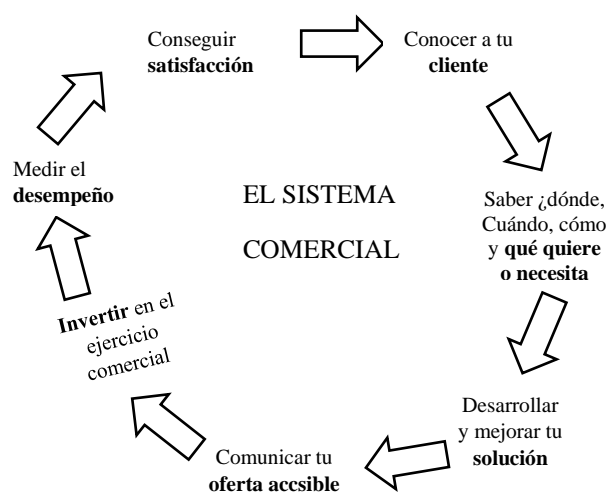 Conseguir
satisfacción
Conocer a tu
cliente
Saber ¿dónde,
Cuándo, cómo
y qué quiere
o necesita
Desarrollar
y mejorar tu
solución
Comunicar tu
oferta accsible
Invertir en el
ejercicio
comercial
Medir el
desempeño
EL SISTEMA
COMERCIAL